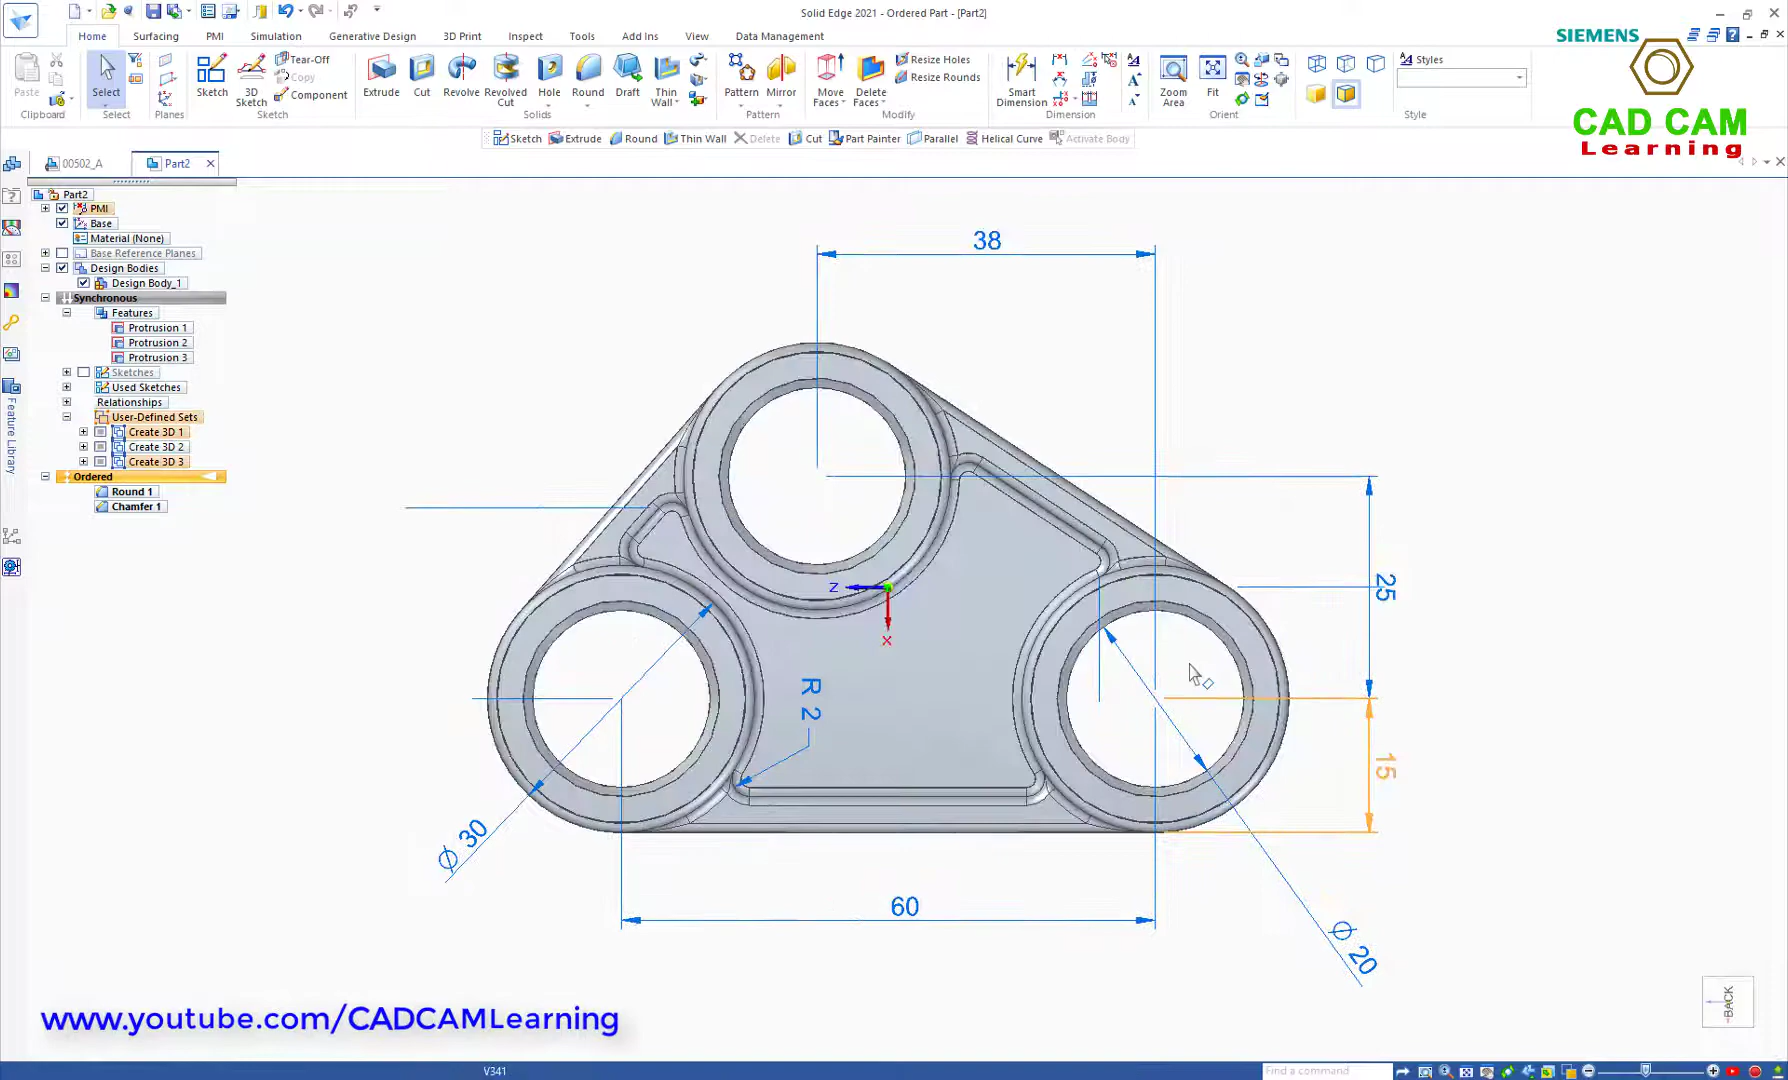 Solid Edge 2021 - Ordered Part - [Part2]
Home
Surfacing
PMI
Simulation
Generative Design
3D Print
Inspect
Tools
Add Ins
View
Data Management
SIEMENS
CAD CAM
Learning
Paste
Clipboard
Select
Select
Planes
Sketch
3D Sketch
Tear-Off
Copy
Component
Sketch
Extrude
Cut
Revolve
Revolved Cut
Hole
Round
Draft
Thin Wall
Solids
Pattern
Mirror
Pattern
Move Faces
Delete Faces
Resize Holes
Resize Rounds
Modify
Smart Dimension
Dimension
Zoom Area
Fit
Orient
Styles
Style
Sketch
Extrude
Round
Thin Wall
Delete
Cut
Part Painter
Parallel
Helical Curve
Activate Body
00502_A
Part2
Part2
PMI
Base
Material (None)
Base Reference Planes
Design Bodies
Design Body_1
Synchronous
Features
Protrusion 1
Protrusion 2
Protrusion 3
Sketches
Used Sketches
Relationships
User-Defined Sets
Create 3D 1
Create 3D 2
Create 3D 3
Ordered
Round 1
Chamfer 1
Feature Library
38
25
15
Z
X
R 2
Ø 30
60
Ø 20
BACK
www.youtube.com/CADCAMLearning
V341
Find a command